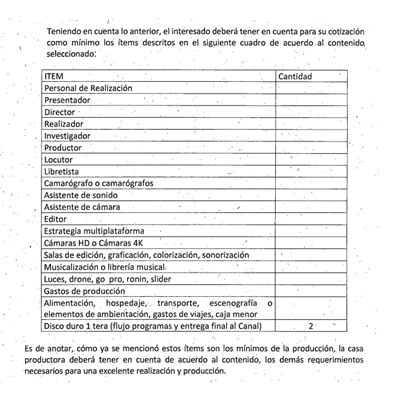 Teniendo en cuenta lo anterior, el interesado deberá tener en cuenta para su cotización
como mínimo los ítems descritos en el siguiente cuadro de acuerdo al contenido
seleccionado:
ITEM Cantidad
Personal de Realización
Presentador
Director
Realizador
Investigador
Productor
Locutor
Libretista
Camarógrafo o camarógrafos
Asistente de sonido
Asistente de cámara
Editor
Estrategia multiplataforma
Cámaras HD o Cámaras 4K
Salas de edición, graficación, colorización, sonorización
Musicalización o librería musical
Luces, drone, go pro, ronin, slider
Gastos de producción
Alimentación, hospedaje, transporte, escenografía o
elementos de ambientación, gastos de viajes, caja menor
Disco duro 1 tera (flujo programas y entrega final al Canal) 2
Es de anotar, cómo ya se mencionó estos ítems son los mínimos de la producción, la casa
productora deberá tener en cuenta de acuerdo al contenido, los demás requerimientos
necesarios para una excelente realización y producción.